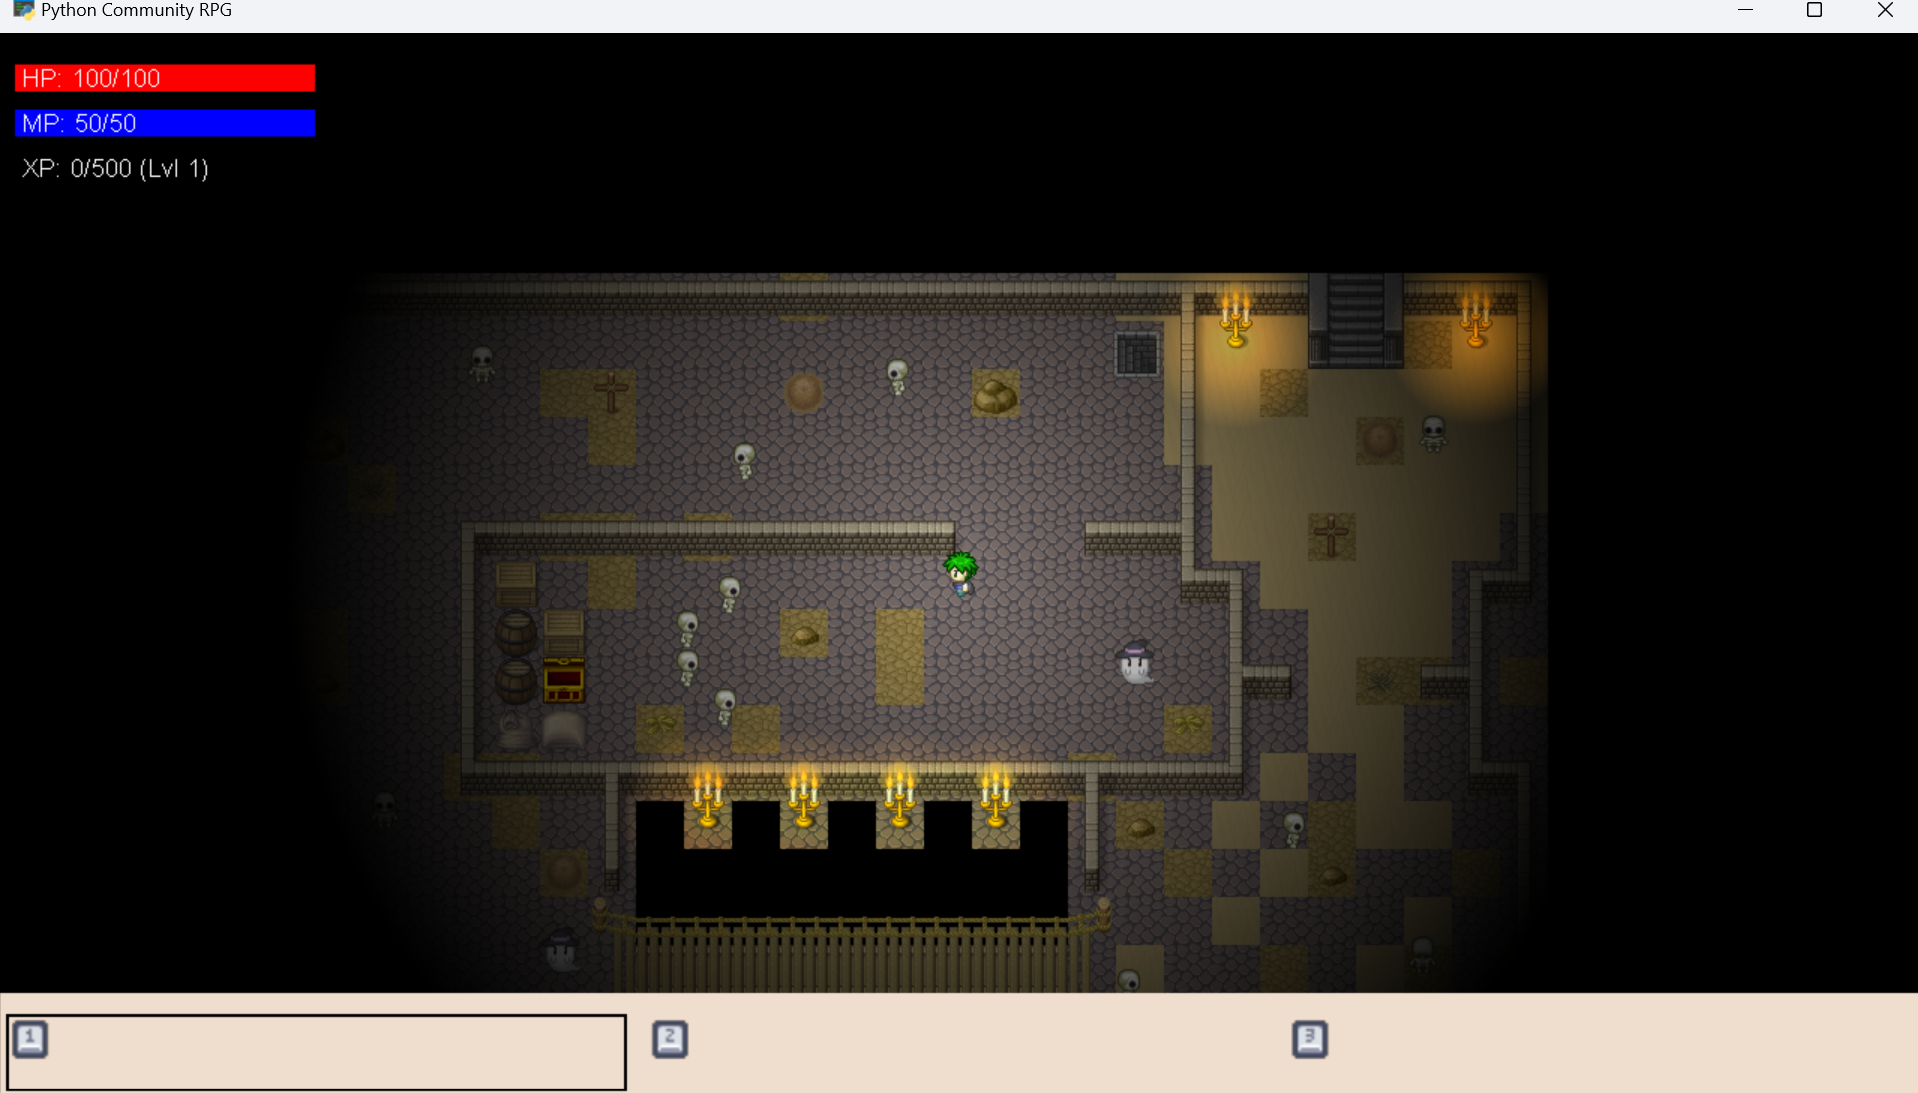 Python Community RPG
HP: 100/100
MP: 50/50
XP: 0/500 (Lvl 1)
1
2
3